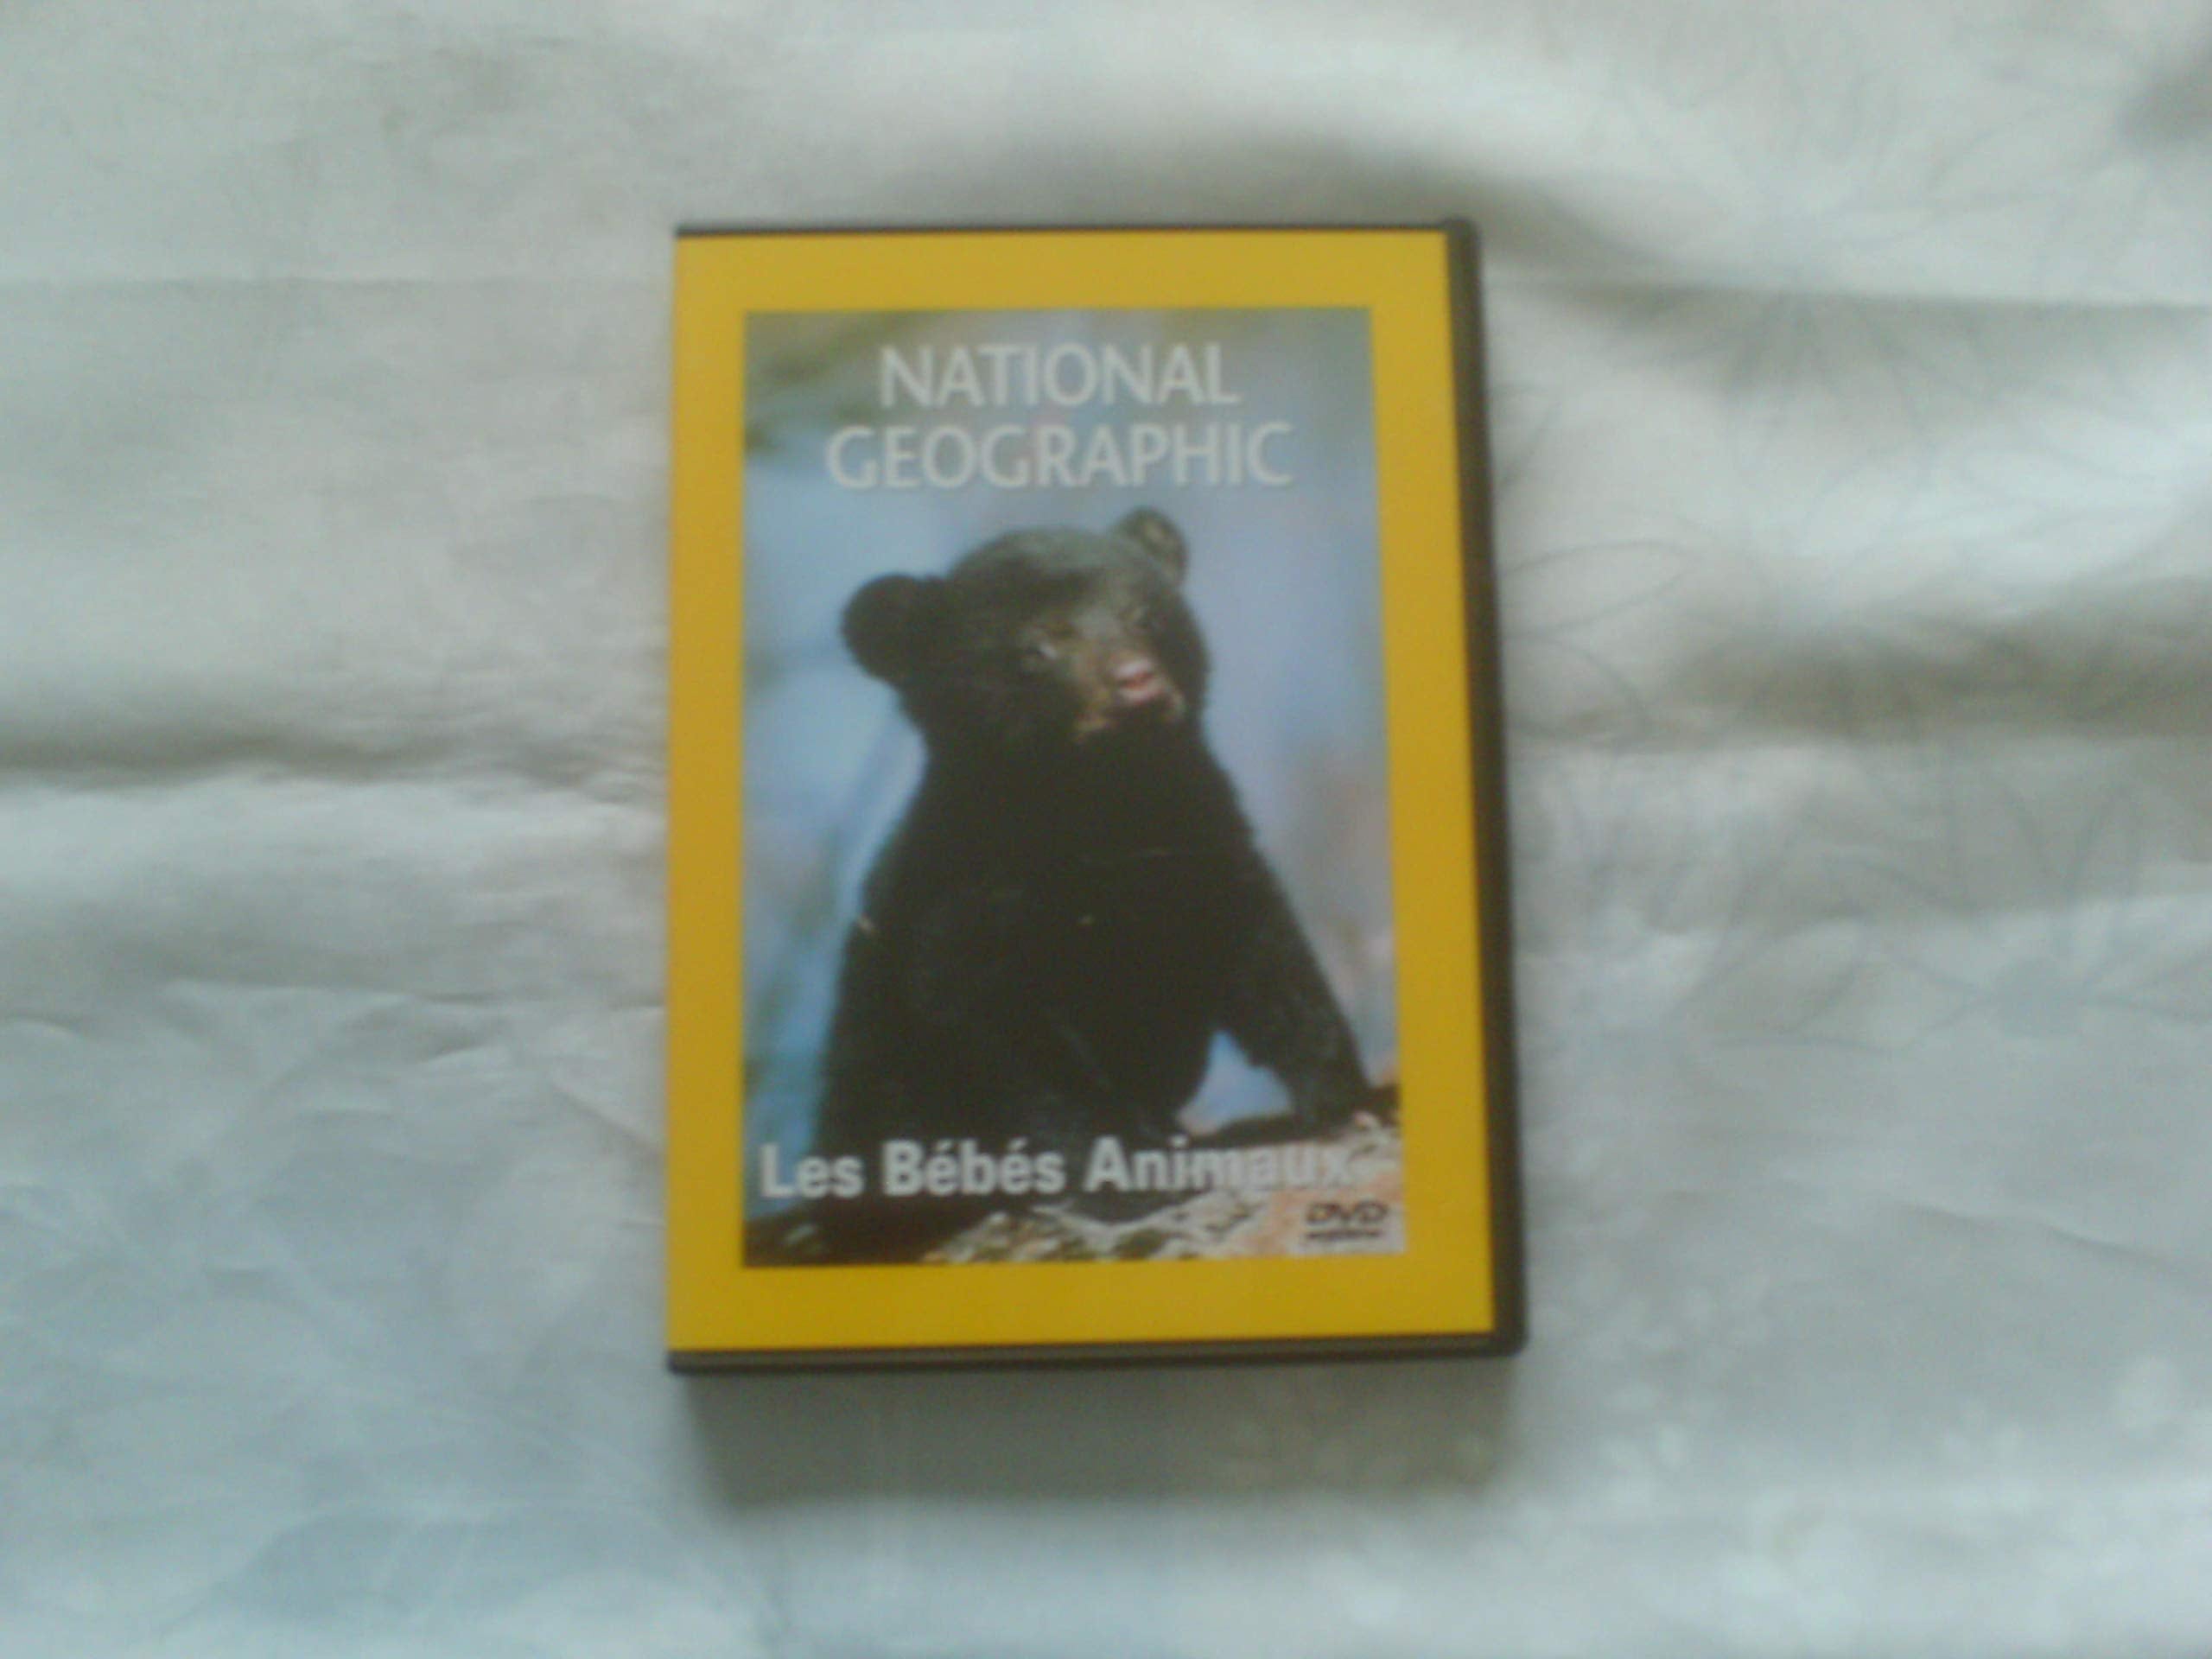 NATIONAL
GEOGRAPHIC
Les Bébés Animaux
DVD